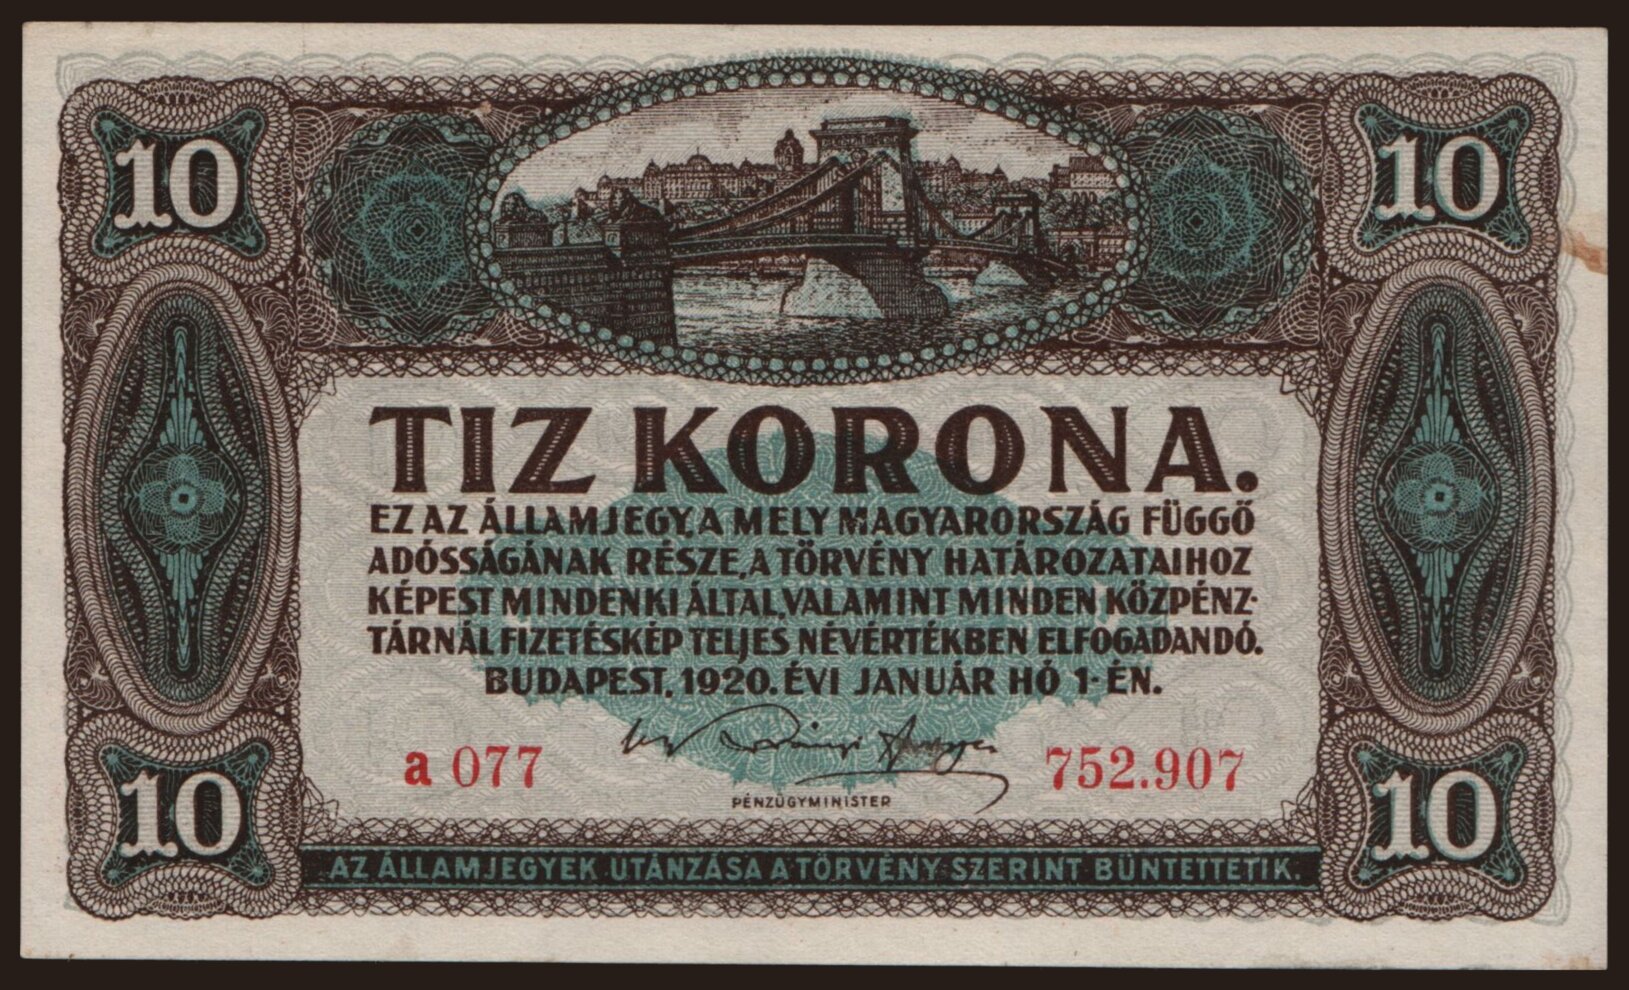 10 10
TIZ KORONA.
EZ AZ ÁLLAMJEGY, A MELY MAGYARORSZÁG FÜGGŐ
ADÓSSÁGÁNAK RÉSZE, A TÖRVÉNY HATÁROZATAIHOZ
KÉPEST MINDENKI ÁLTAL, VALAMINT MINDEN KÖZPÉNZ-
TÁRNÁL FIZETÉSKÉP TELJES NÉVÉRTÉKBEN ELFOGADANDÓ.
BUDAPEST, 1920. ÉVI JANUÁR HÓ 1-ÉN.
a 077 752.907
PÉNZÜGYMINISTER
10 10
AZ ÁLLAMJEGYEK UTÁNZÁSA A TÖRVÉNY SZERINT BÜNTETTETIK.